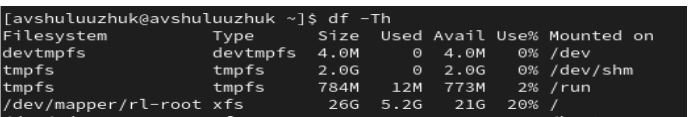 [avshuluuzhuk@avshuluuzhuk ~]$ df -Th
Filesystem Type Size Used Avail Use% Mounted on
devtmpfs devtmpfs 4.0M 0 4.0M 0% /dev
tmpfs tmpfs 2.0G 0 2.0G 0% /dev/shm
tmpfs tmpfs 784M 12M 773M 2% /run
/dev/mapper/rl-root xfs 26G 5.2G 21G 20% /